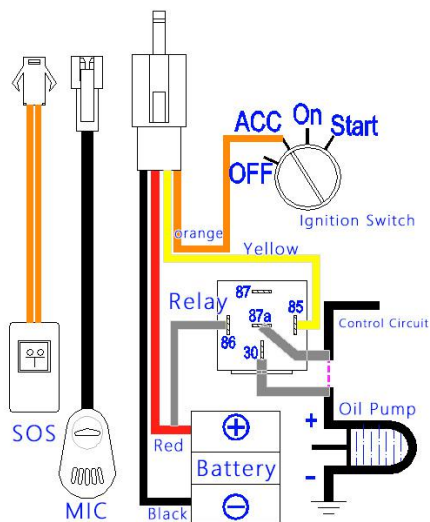 ACC
On
Start
OFF
Ignition Switch
orange
Yellow
Relay
87
87a
85
86
30
Control Circuit
Oil Pump
+
-
SOS
MIC
Red
Battery
+
-
Black